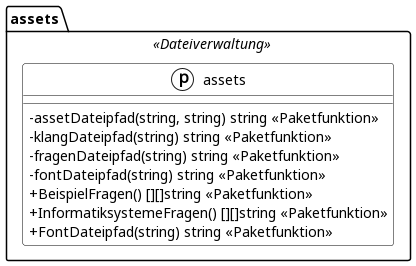 assets
«Dateiverwaltung»
p assets
-assetDateipfad(string, string) string «Paketfunktion»
-klangDateipfad(string) string «Paketfunktion»
-fragenDateipfad(string) string «Paketfunktion»
-fontDateipfad(string) string «Paketfunktion»
+BeispielFragen() [][]string «Paketfunktion»
+InformatiksystemeFragen() [][]string «Paketfunktion»
+FontDateipfad(string) string «Paketfunktion»